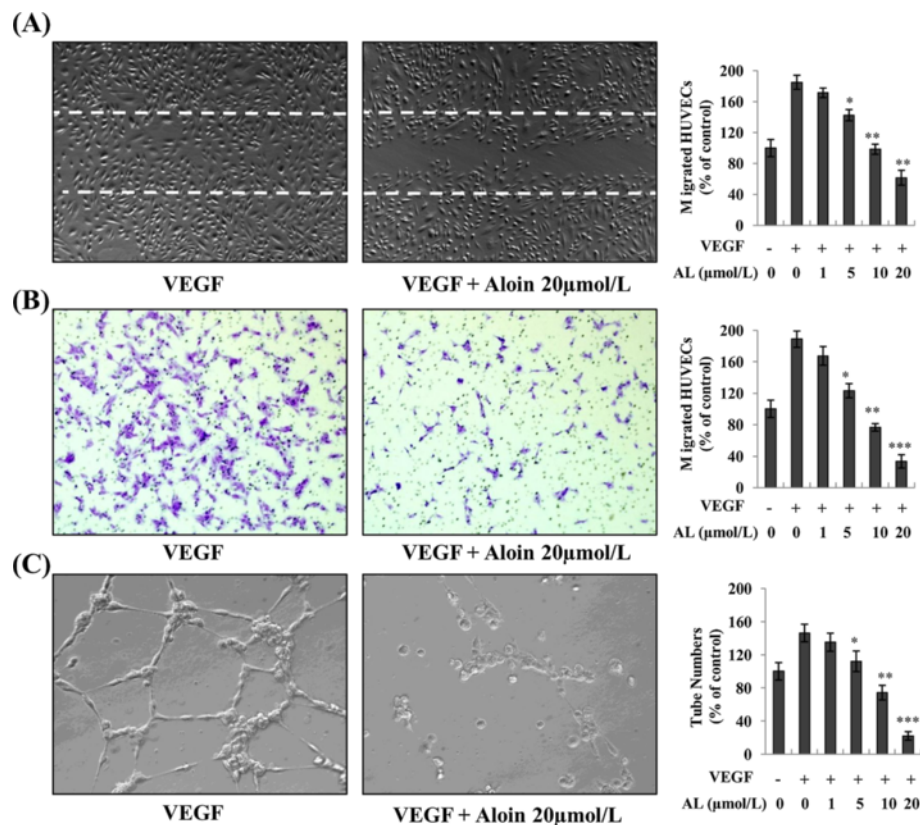 (A)
VEGF
VEGF + Aloin 20μmol/L
Migrated HUVECs
(% of control)
200
160
120
80
40
0
*
**
**
VEGF - + + + + +
AL (μmol/L) 0 0 1 5 10 20
(B)
VEGF
VEGF + Aloin 20μmol/L
Migrated HUVECs
(% of control)
200
160
120
80
40
0
*
**
***
VEGF - + + + + +
AL (μmol/L) 0 0 1 5 10 20
(C)
VEGF
VEGF + Aloin 20μmol/L
Tube Numbers
(% of control)
200
160
120
80
40
0
*
**
***
VEGF - + + + + +
AL (μmol/L) 0 0 1 5 10 20